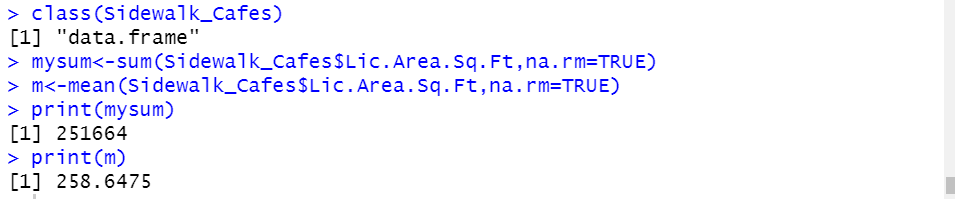 > class(Sidewalk_Cafes)
[1] "data.frame"
> mysum<-sum(Sidewalk_Cafes$Lic.Area.Sq.Ft,na.rm=TRUE)
> m<-mean(Sidewalk_Cafes$Lic.Area.Sq.Ft,na.rm=TRUE)
> print(mysum)
[1] 251664
> print(m)
[1] 258.6475